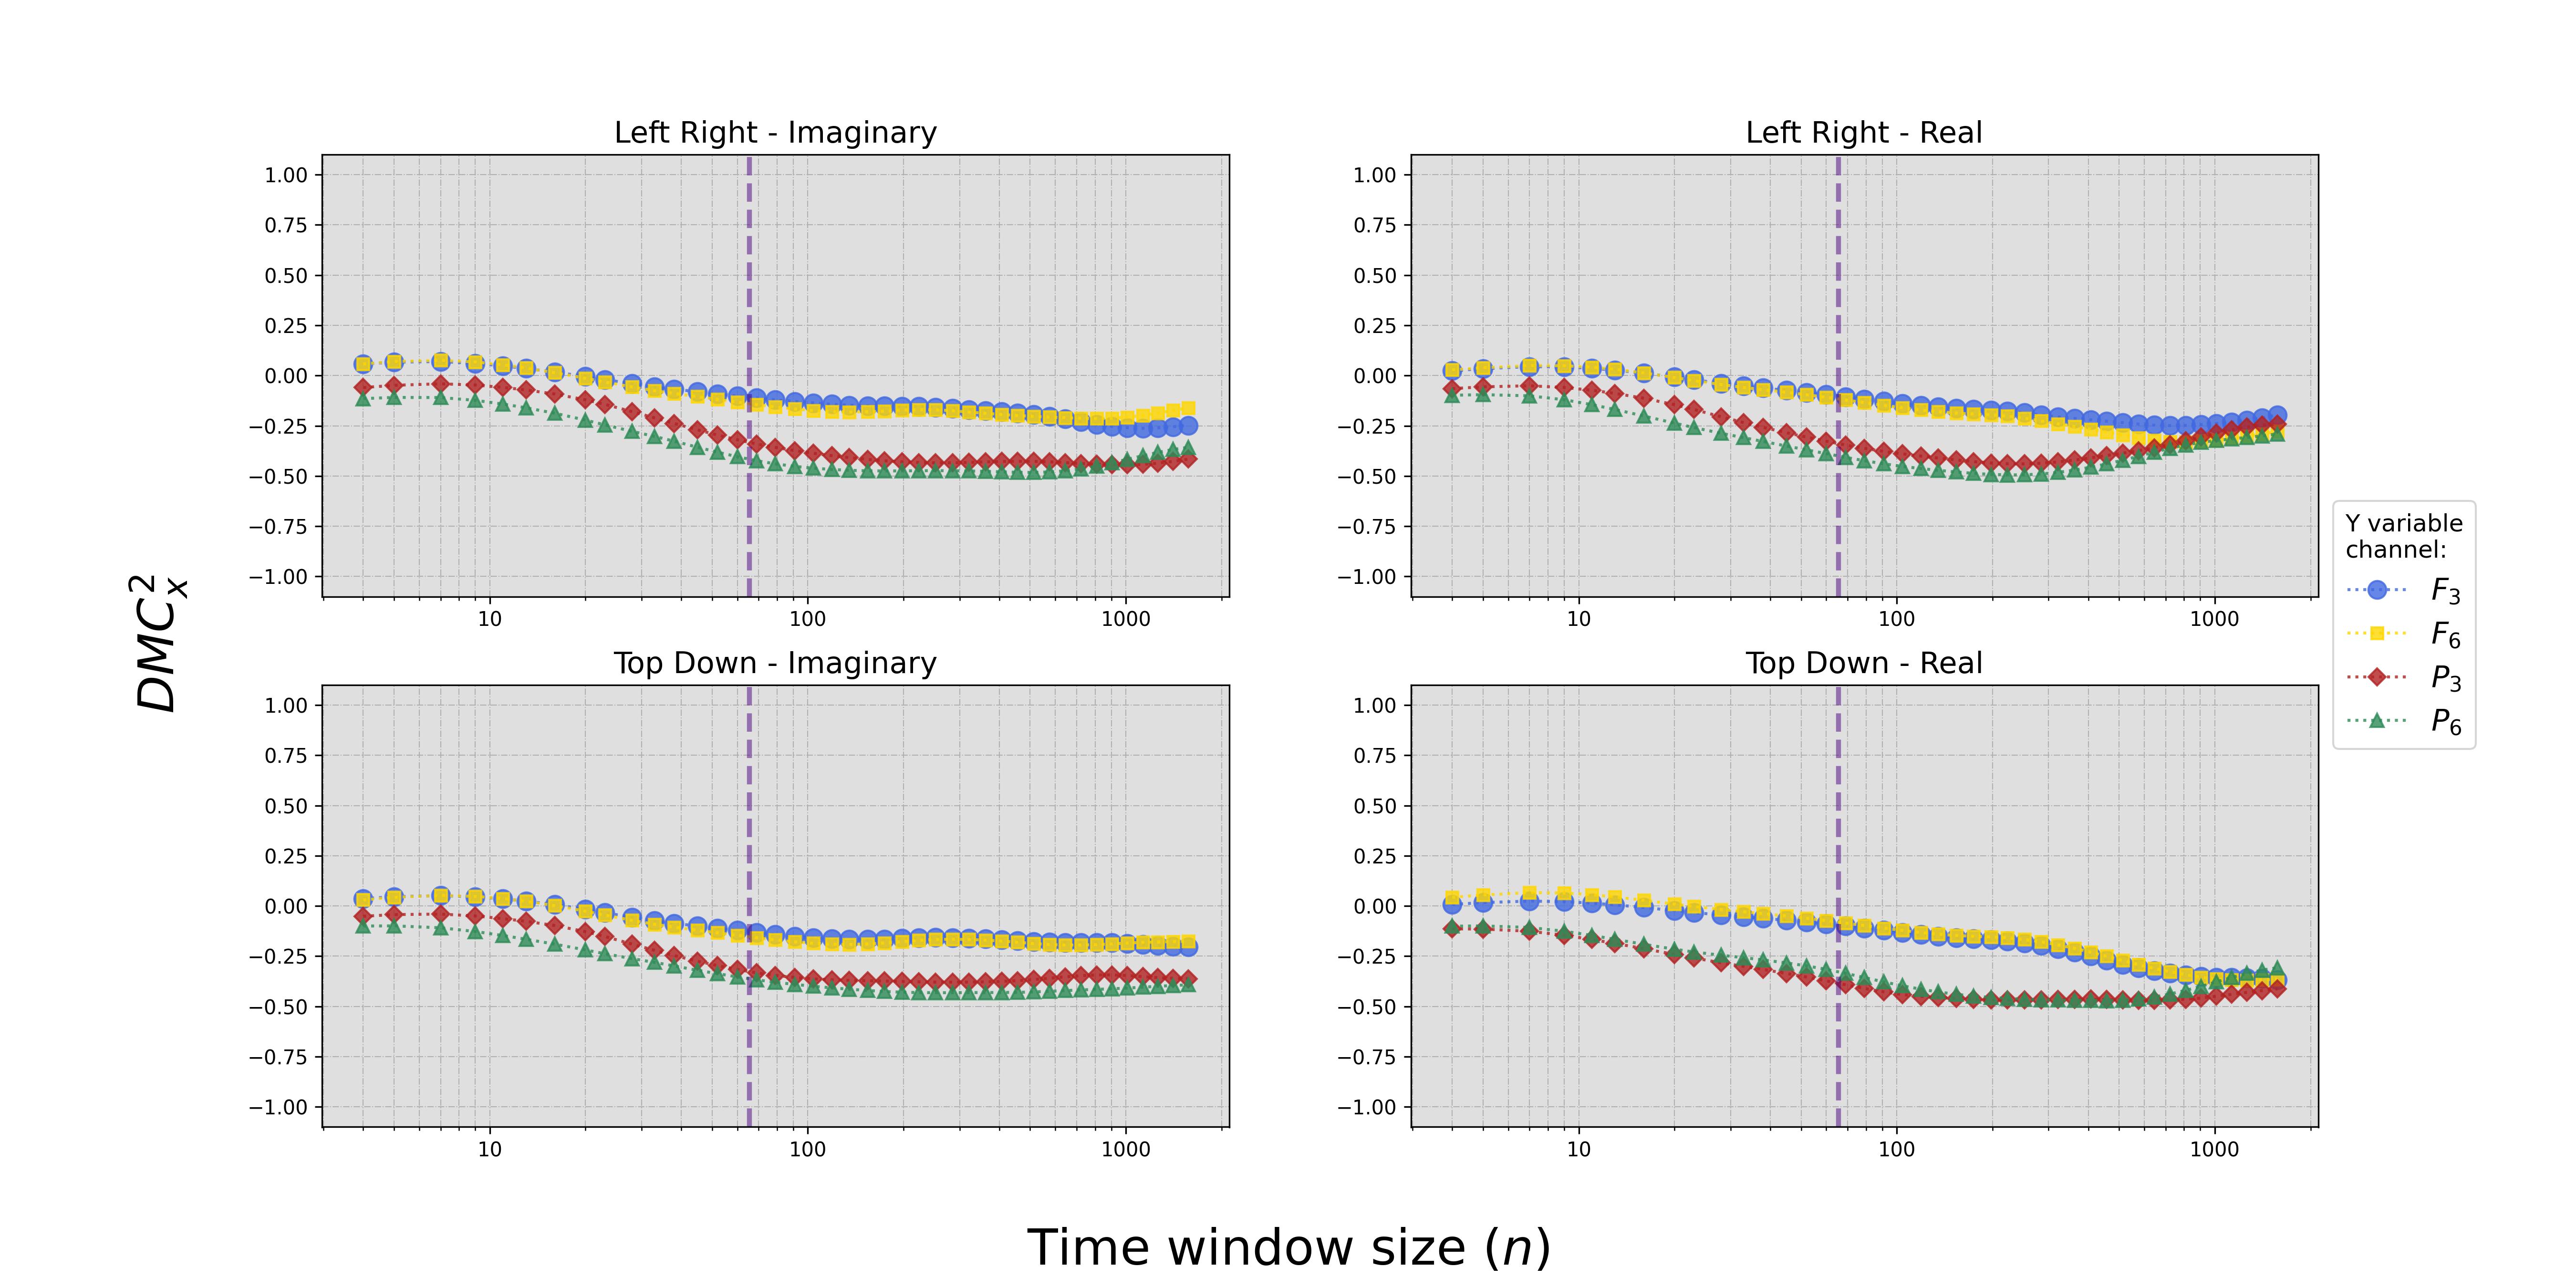 Left Right - Imaginary
1.00
0.75
0.50
0.25
0.00
−0.25
−0.50
−0.75
−1.00
10 100 1000
Left Right - Real
1.00
0.75
0.50
0.25
0.00
−0.25
−0.50
−0.75
−1.00
10 100 1000
Top Down - Imaginary
1.00
0.75
0.50
0.25
0.00
−0.25
−0.50
−0.75
−1.00
10 100 1000
Top Down - Real
1.00
0.75
0.50
0.25
0.00
−0.25
−0.50
−0.75
−1.00
10 100 1000
DMC²ₓ
Y variable
channel:
F₃
F₆
P₃
P₆
Time window size (n)